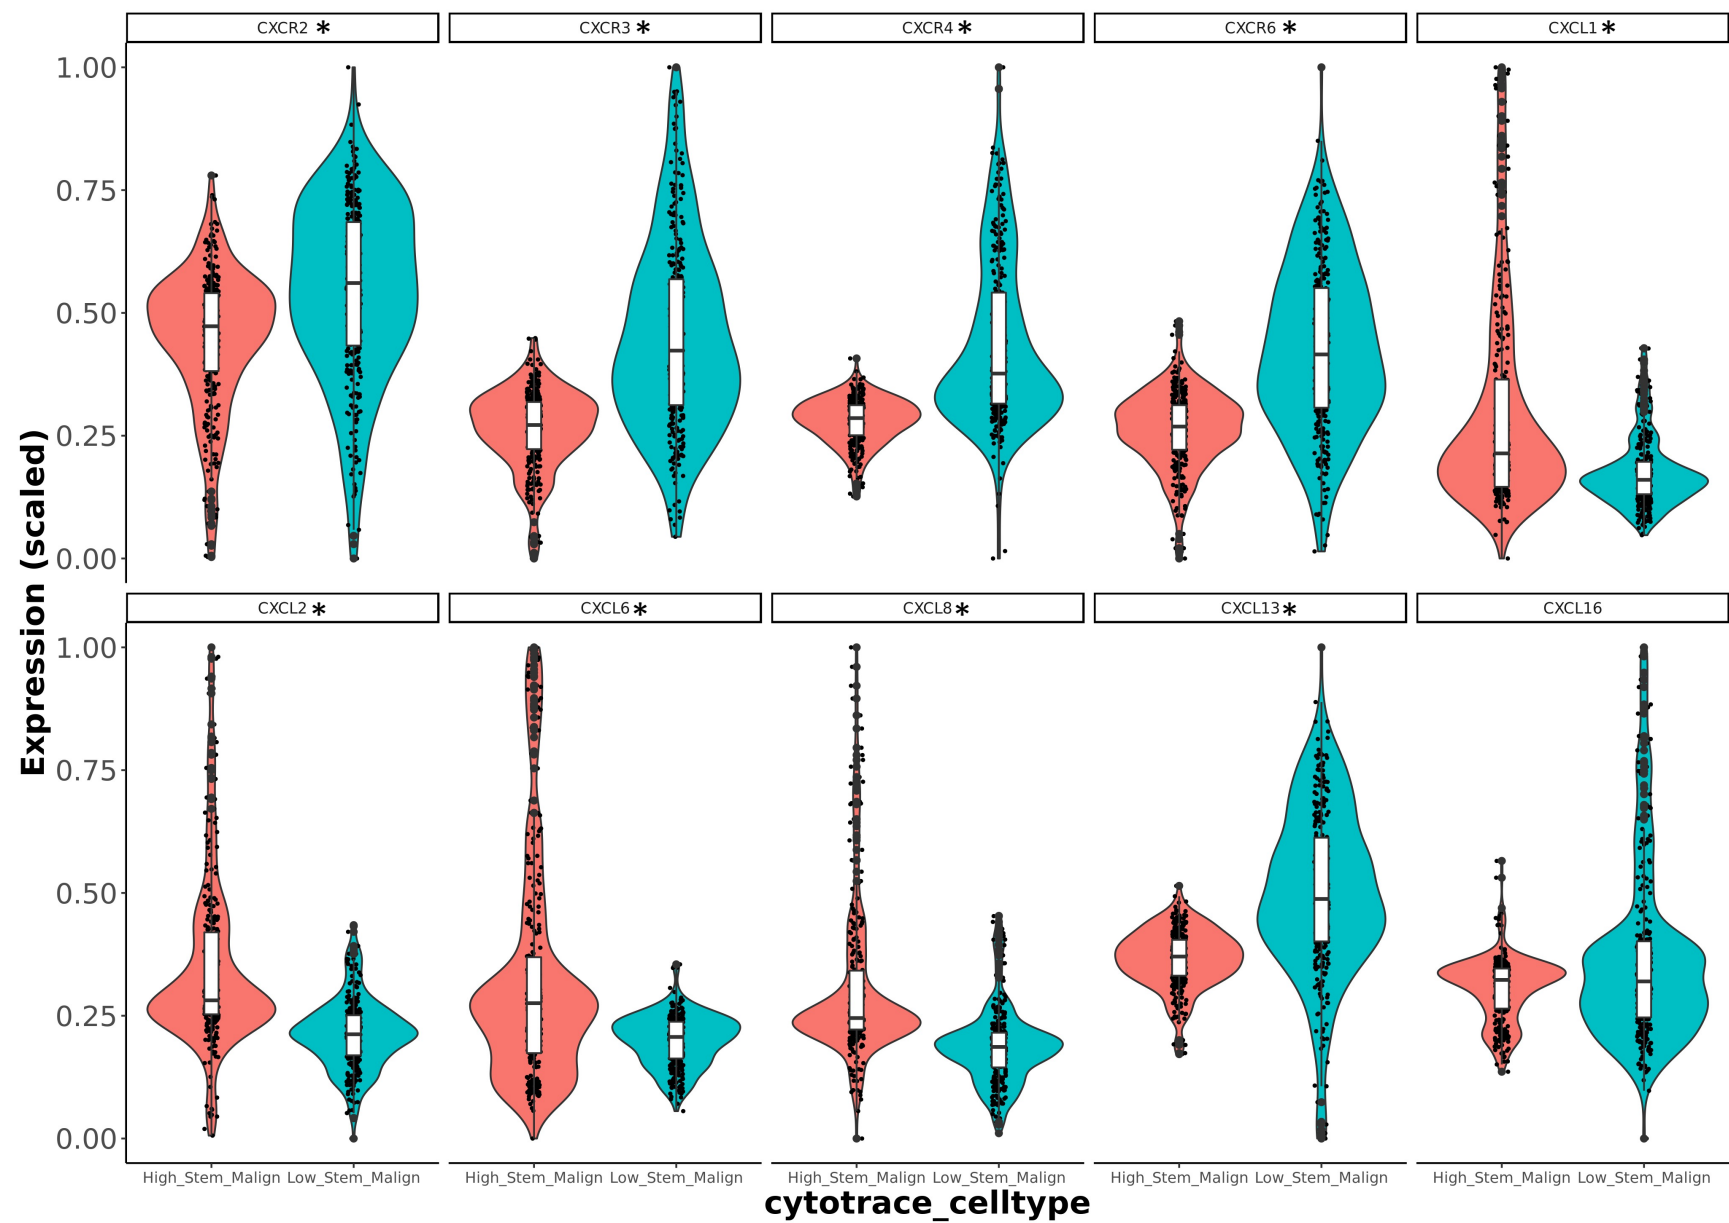 CXCR2 *
CXCR3 *
CXCR4 *
CXCR6 *
CXCL1 *
1.00
0.75
0.50
0.25
0.00
Expression (scaled)
CXCL2 *
CXCL6 *
CXCL8 *
CXCL13 *
CXCL16
1.00
0.75
0.50
0.25
0.00
High_Stem_Malign Low_Stem_Malign
High_Stem_Malign Low_Stem_Malign
High_Stem_Malign Low_Stem_Malign
High_Stem_Malign Low_Stem_Malign
High_Stem_Malign Low_Stem_Malign
cytotrace_celltype